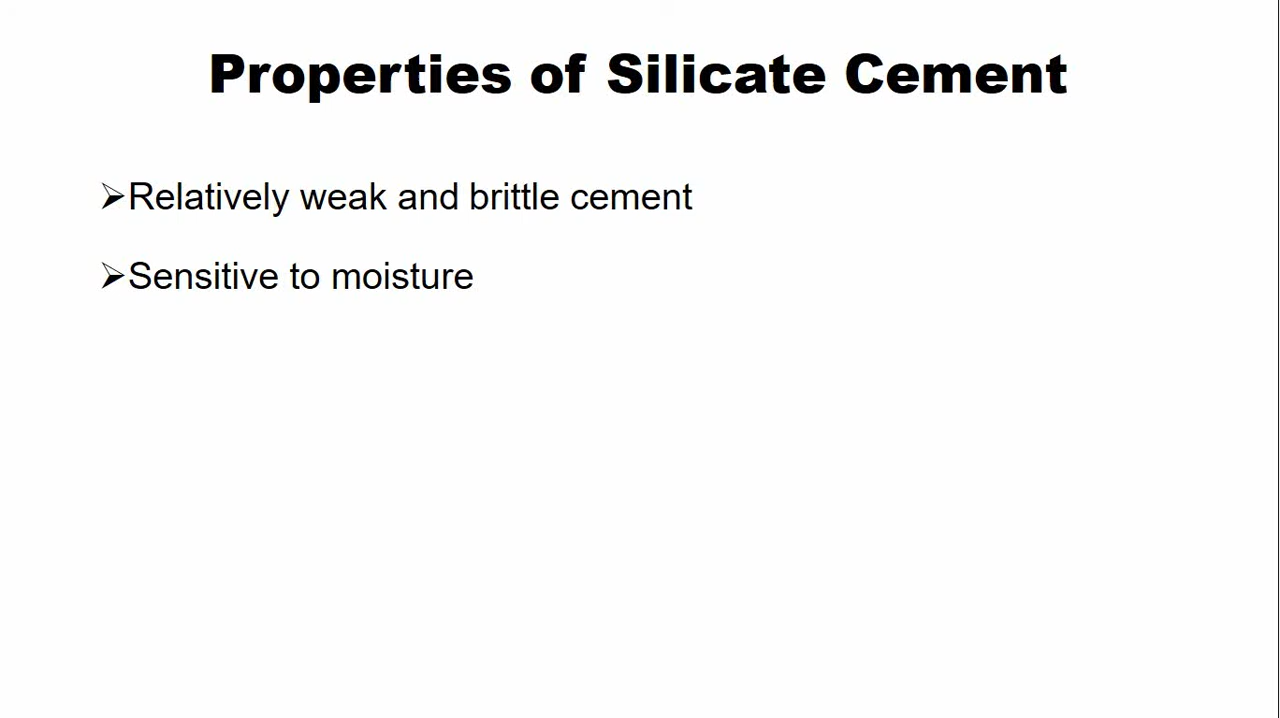 Properties of Silicate Cement
➢Relatively weak and brittle cement
➢Sensitive to moisture